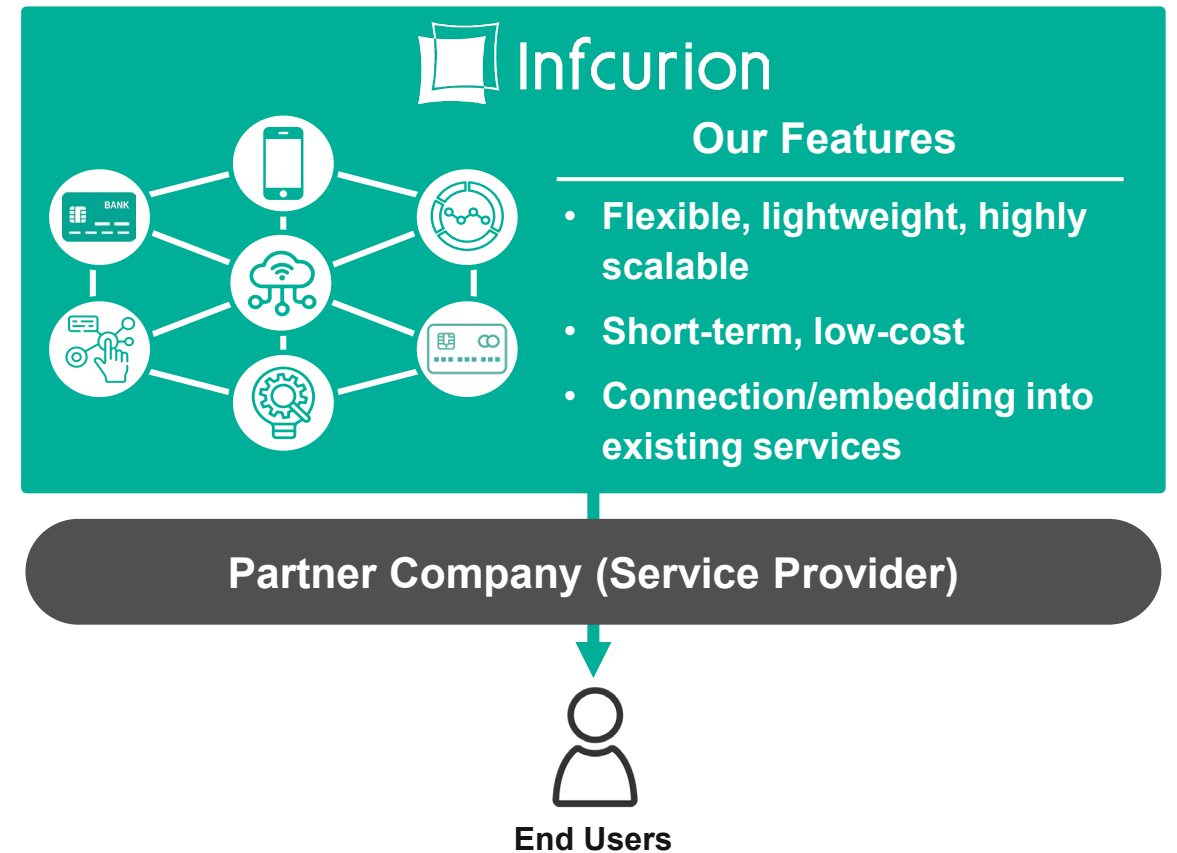 Infcurion
Our Features
BANK
• Flexible, lightweight, highly
scalable
• Short-term, low-cost
• Connection/embedding into
existing services
Partner Company (Service Provider)
End Users